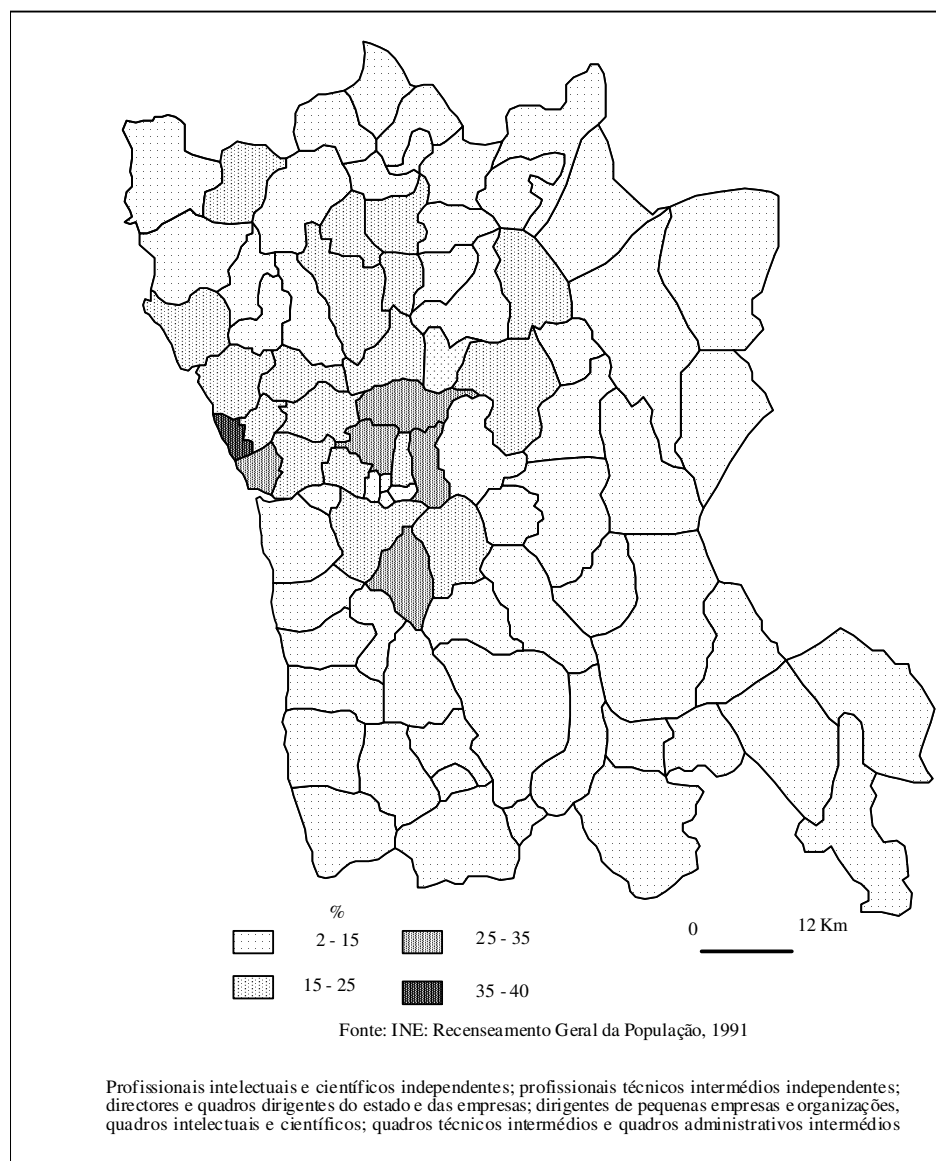 %
2 - 15
25 - 35
15 - 25
35 - 40
0
12 Km
Fonte: INE: Recenseamento Geral da População, 1991
Profissionais intelectuais e científicos independentes; profissionais técnicos intermédios independentes;
directores e quadros dirigentes do estado e das empresas; dirigentes de pequenas empresas e organizações,
quadros intelectuais e científicos; quadros técnicos intermédios e quadros administrativos intermédios